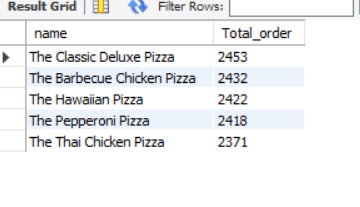 Result Grid Filter Rows:
name Total_order
The Classic Deluxe Pizza 2453
The Barbecue Chicken Pizza 2432
The Hawaiian Pizza 2422
The Pepperoni Pizza 2418
The Thai Chicken Pizza 2371